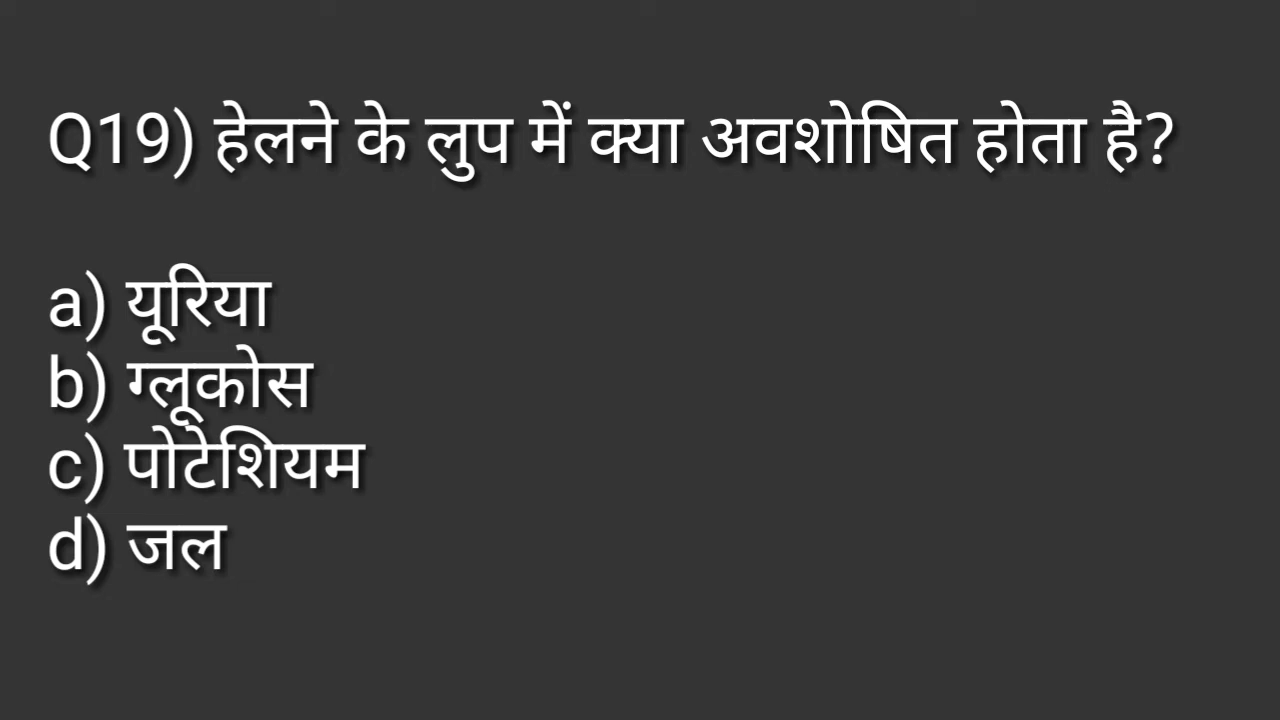 Q19) हेलने के लुप में क्या अवशोषित होता है?
a) यूरिया
b) ग्लूकोस
c) पोटेशियम
d) जल